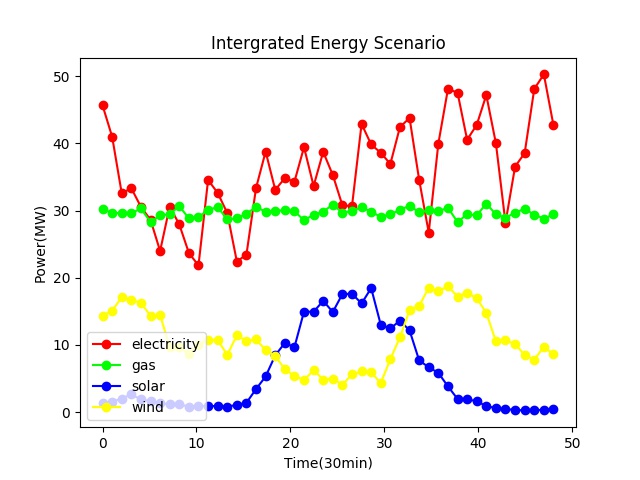 Intergrated Energy Scenario
Power(MW)
50
40
30
20
10
0
electricity
gas
solar
wind
0 10 20 30 40 50
Time(30min)